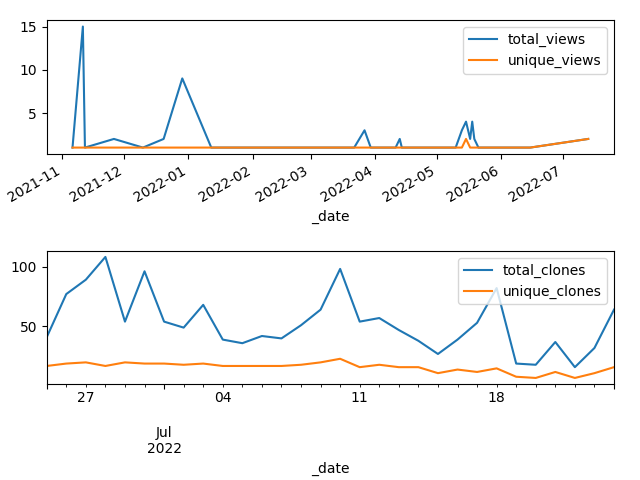 15
10
5
total_views
unique_views
2021-11
2021-12
2022-01
2022-02
2022-03
2022-04
2022-05
2022-06
2022-07
_date
100
50
total_clones
unique_clones
27
04
11
18
Jul
2022
_date